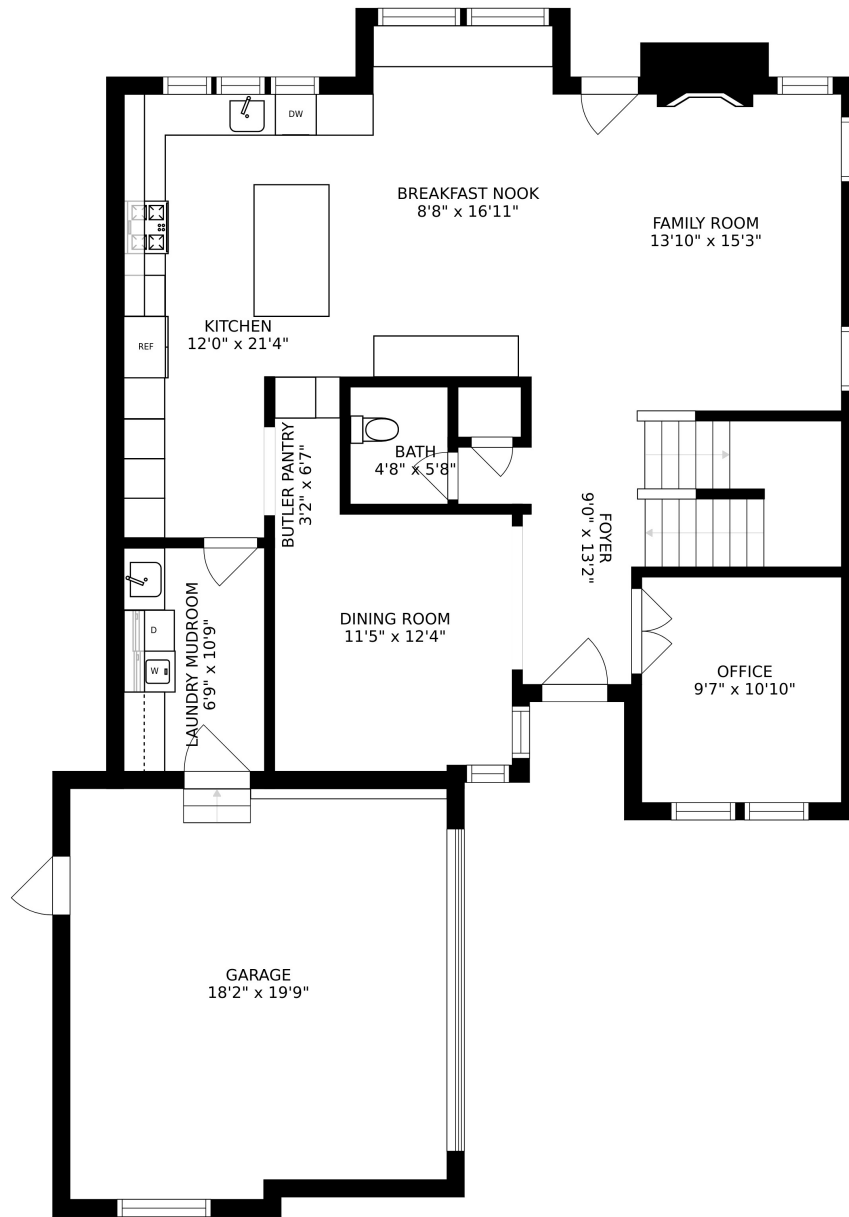 DW
BREAKFAST NOOK
8'8" x 16'11"
FAMILY ROOM
13'10" x 15'3"
KITCHEN
12'0" x 21'4"
REF
BUTLER PANTRY
3'2" x 6'7"
BATH
4'8" x 5'8"
FOYER
9'0" x 13'2"
LAUNDRY MUDROOM
6'9" x 10'9"
D
W
DINING ROOM
11'5" x 12'4"
OFFICE
9'7" x 10'10"
GARAGE
18'2" x 19'9"